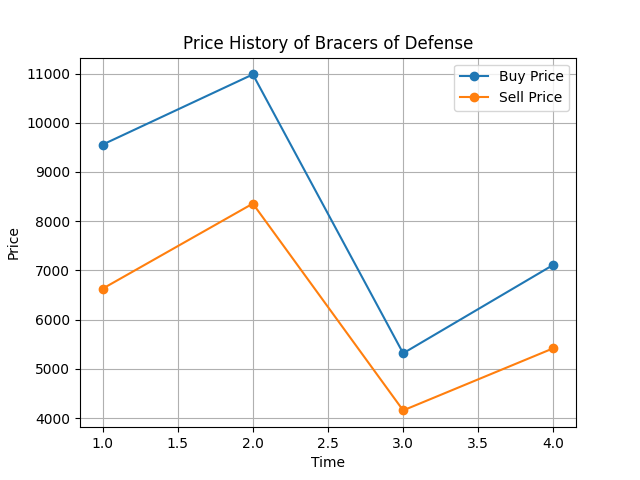 Price History of Bracers of Defense
Buy Price
Sell Price
11000
10000
9000
8000
7000
6000
5000
4000
Price
1.0 1.5 2.0 2.5 3.0 3.5 4.0
Time